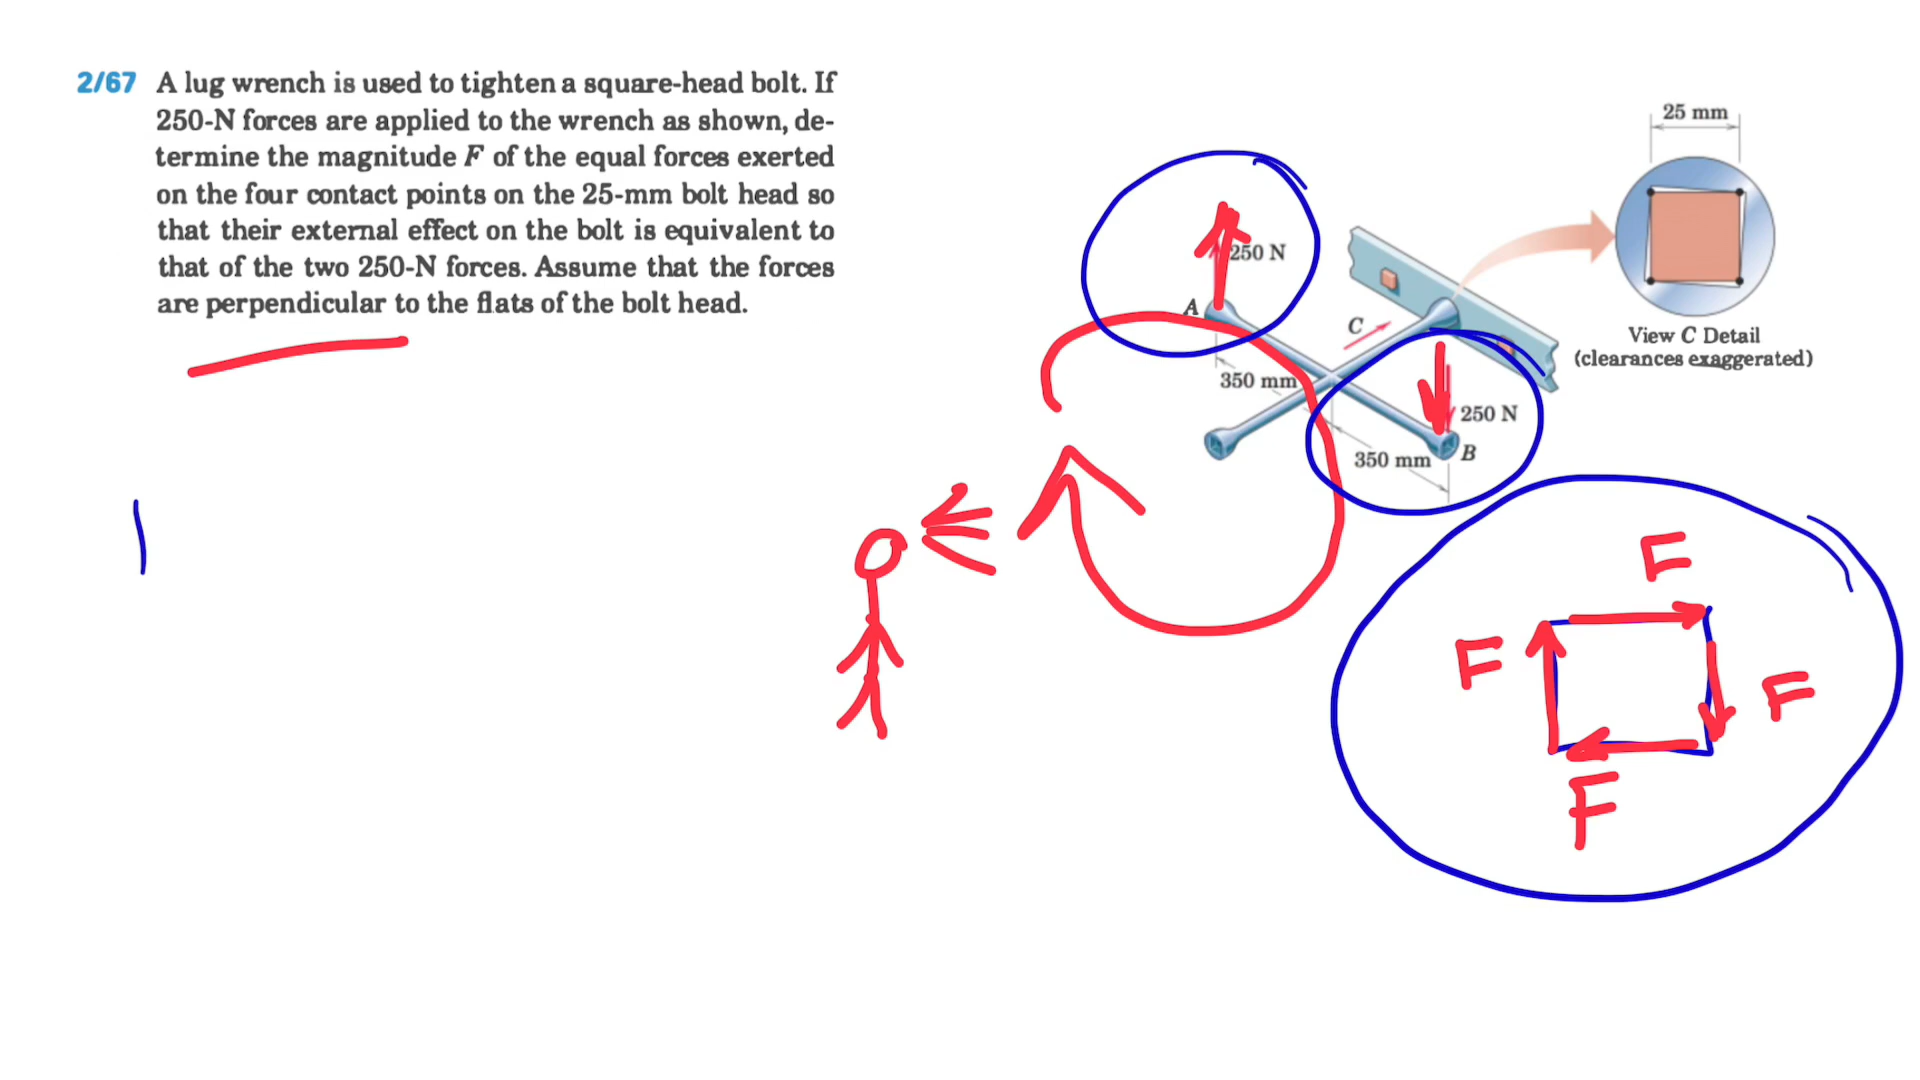 2/67 A lug wrench is used to tighten a square-head bolt. If
250-N forces are applied to the wrench as shown, de-
termine the magnitude F of the equal forces exerted
on the four contact points on the 25-mm bolt head so
that their external effect on the bolt is equivalent to
that of the two 250-N forces. Assume that the forces
are perpendicular to the flats of the bolt head.
25 mm
250 N
A
C
View C Detail
(clearances exaggerated)
350 mm
250 N
350 mm
B
F
F
F
F